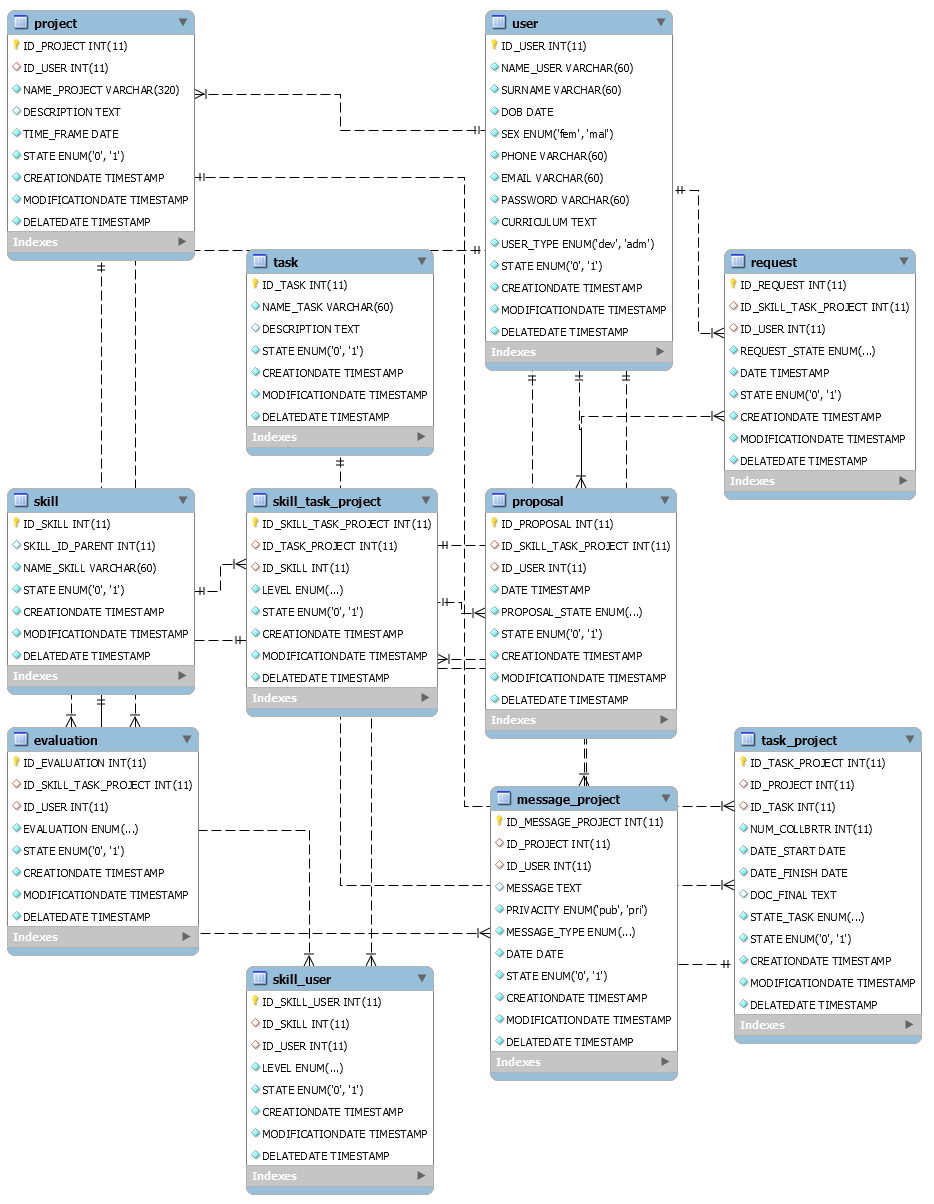 project
ID_PROJECT INT(11)
ID_USER INT(11)
NAME_PROJECT VARCHAR(320)
DESCRIPTION TEXT
TIME_FRAME DATE
STATE ENUM('0', '1')
CREATIONDATE TIMESTAMP
MODIFICATIONDATE TIMESTAMP
DELATEDATE TIMESTAMP
Indexes
user
ID_USER INT(11)
NAME_USER VARCHAR(60)
SURNAME VARCHAR(60)
DOB DATE
SEX ENUM('fem', 'mal')
PHONE VARCHAR(60)
EMAIL VARCHAR(60)
PASSWORD VARCHAR(60)
CURRICULUM TEXT
USER_TYPE ENUM('dev', 'adm')
STATE ENUM('0', '1')
CREATIONDATE TIMESTAMP
MODIFICATIONDATE TIMESTAMP
DELATEDATE TIMESTAMP
Indexes
task
ID_TASK INT(11)
NAME_TASK VARCHAR(60)
DESCRIPTION TEXT
STATE ENUM('0', '1')
CREATIONDATE TIMESTAMP
MODIFICATIONDATE TIMESTAMP
DELATEDATE TIMESTAMP
Indexes
request
ID_REQUEST INT(11)
ID_SKILL_TASK_PROJECT INT(11)
ID_USER INT(11)
REQUEST_STATE ENUM(...)
DATE TIMESTAMP
STATE ENUM('0', '1')
CREATIONDATE TIMESTAMP
MODIFICATIONDATE TIMESTAMP
DELATEDATE TIMESTAMP
Indexes
skill
ID_SKILL INT(11)
SKILL_ID_PARENT INT(11)
NAME_SKILL VARCHAR(60)
STATE ENUM('0', '1')
CREATIONDATE TIMESTAMP
MODIFICATIONDATE TIMESTAMP
DELATEDATE TIMESTAMP
Indexes
skill_task_project
ID_SKILL_TASK_PROJECT INT(11)
ID_TASK_PROJECT INT(11)
ID_SKILL INT(11)
LEVEL ENUM(...)
STATE ENUM('0', '1')
CREATIONDATE TIMESTAMP
MODIFICATIONDATE TIMESTAMP
DELATEDATE TIMESTAMP
Indexes
proposal
ID_PROPOSAL INT(11)
ID_SKILL_TASK_PROJECT INT(11)
ID_USER INT(11)
DATE TIMESTAMP
PROPOSAL_STATE ENUM(...)
STATE ENUM('0', '1')
CREATIONDATE TIMESTAMP
MODIFICATIONDATE TIMESTAMP
DELATEDATE TIMESTAMP
Indexes
evaluation
ID_EVALUATION INT(11)
ID_SKILL_TASK_PROJECT INT(11)
ID_USER INT(11)
EVALUATION ENUM(...)
STATE ENUM('0', '1')
CREATIONDATE TIMESTAMP
MODIFICATIONDATE TIMESTAMP
DELATEDATE TIMESTAMP
Indexes
message_project
ID_MESSAGE_PROJECT INT(11)
ID_PROJECT INT(11)
ID_USER INT(11)
MESSAGE TEXT
PRIVACITY ENUM('pub', 'pri')
MESSAGE_TYPE ENUM(...)
DATE DATE
STATE ENUM('0', '1')
CREATIONDATE TIMESTAMP
MODIFICATIONDATE TIMESTAMP
DELATEDATE TIMESTAMP
Indexes
task_project
ID_TASK_PROJECT INT(11)
ID_PROJECT INT(11)
ID_TASK INT(11)
NUM_COLLBRTR INT(11)
DATE_START DATE
DATE_FINISH DATE
DOC_FINAL TEXT
STATE_TASK ENUM(...)
STATE ENUM('0', '1')
CREATIONDATE TIMESTAMP
MODIFICATIONDATE TIMESTAMP
DELATEDATE TIMESTAMP
Indexes
skill_user
ID_SKILL_USER INT(11)
ID_SKILL INT(11)
ID_USER INT(11)
LEVEL ENUM(...)
STATE ENUM('0', '1')
CREATIONDATE TIMESTAMP
MODIFICATIONDATE TIMESTAMP
DELATEDATE TIMESTAMP
Indexes